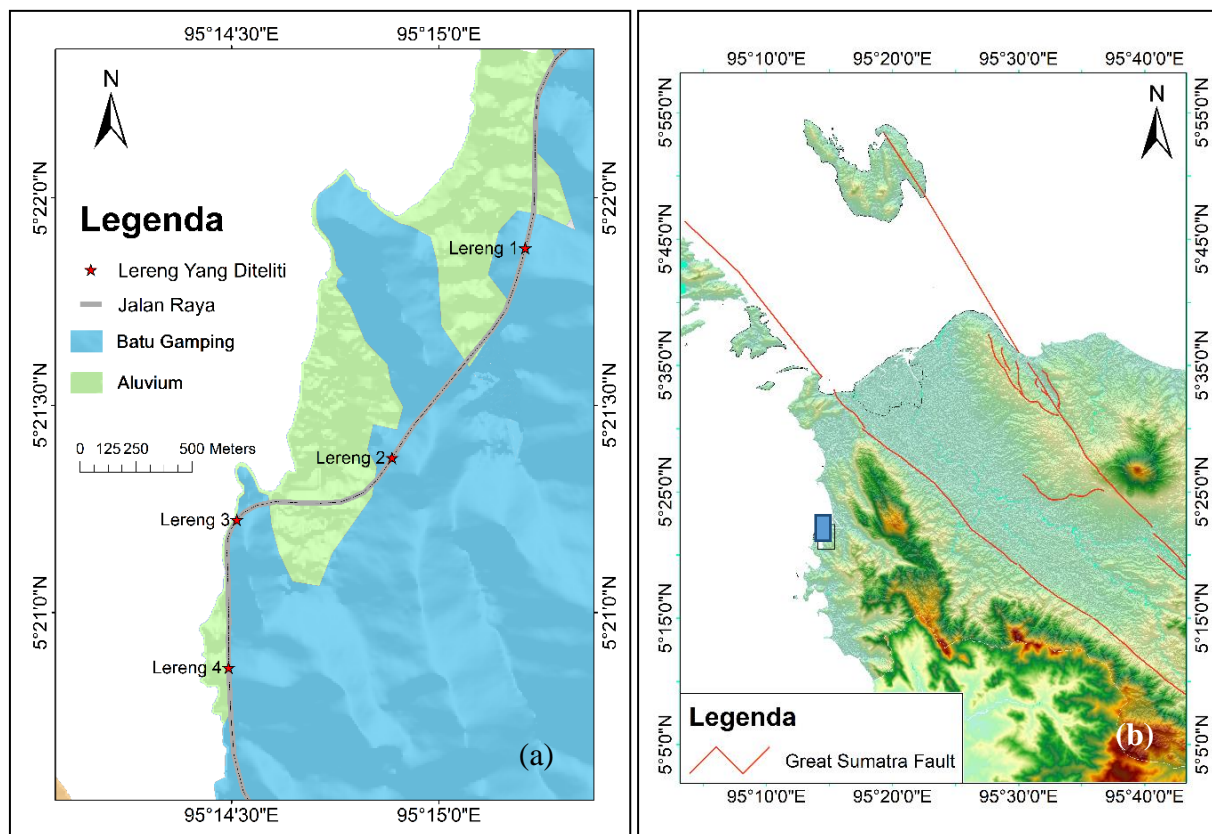 95°14'30"E 95°15'0"E
N
5°22'0"N
5°22'0"N
Legenda
Lereng Yang Diteliti
Jalan Raya
Batu Gamping
Aluvium
0 125 250 500 Meters
Lereng 1
Lereng 2
Lereng 3
Lereng 4
5°21'30"N
5°21'30"N
5°21'0"N
5°21'0"N
(a)
95°14'30"E 95°15'0"E
95°10'0"E 95°20'0"E 95°30'0"E 95°40'0"E
N
5°55'0"N
5°55'0"N
5°45'0"N
5°45'0"N
5°35'0"N
5°35'0"N
5°25'0"N
5°25'0"N
5°15'0"N
5°15'0"N
5°5'0"N
5°5'0"N
Legenda
Great Sumatra Fault
(b)
95°10'0"E 95°20'0"E 95°30'0"E 95°40'0"E